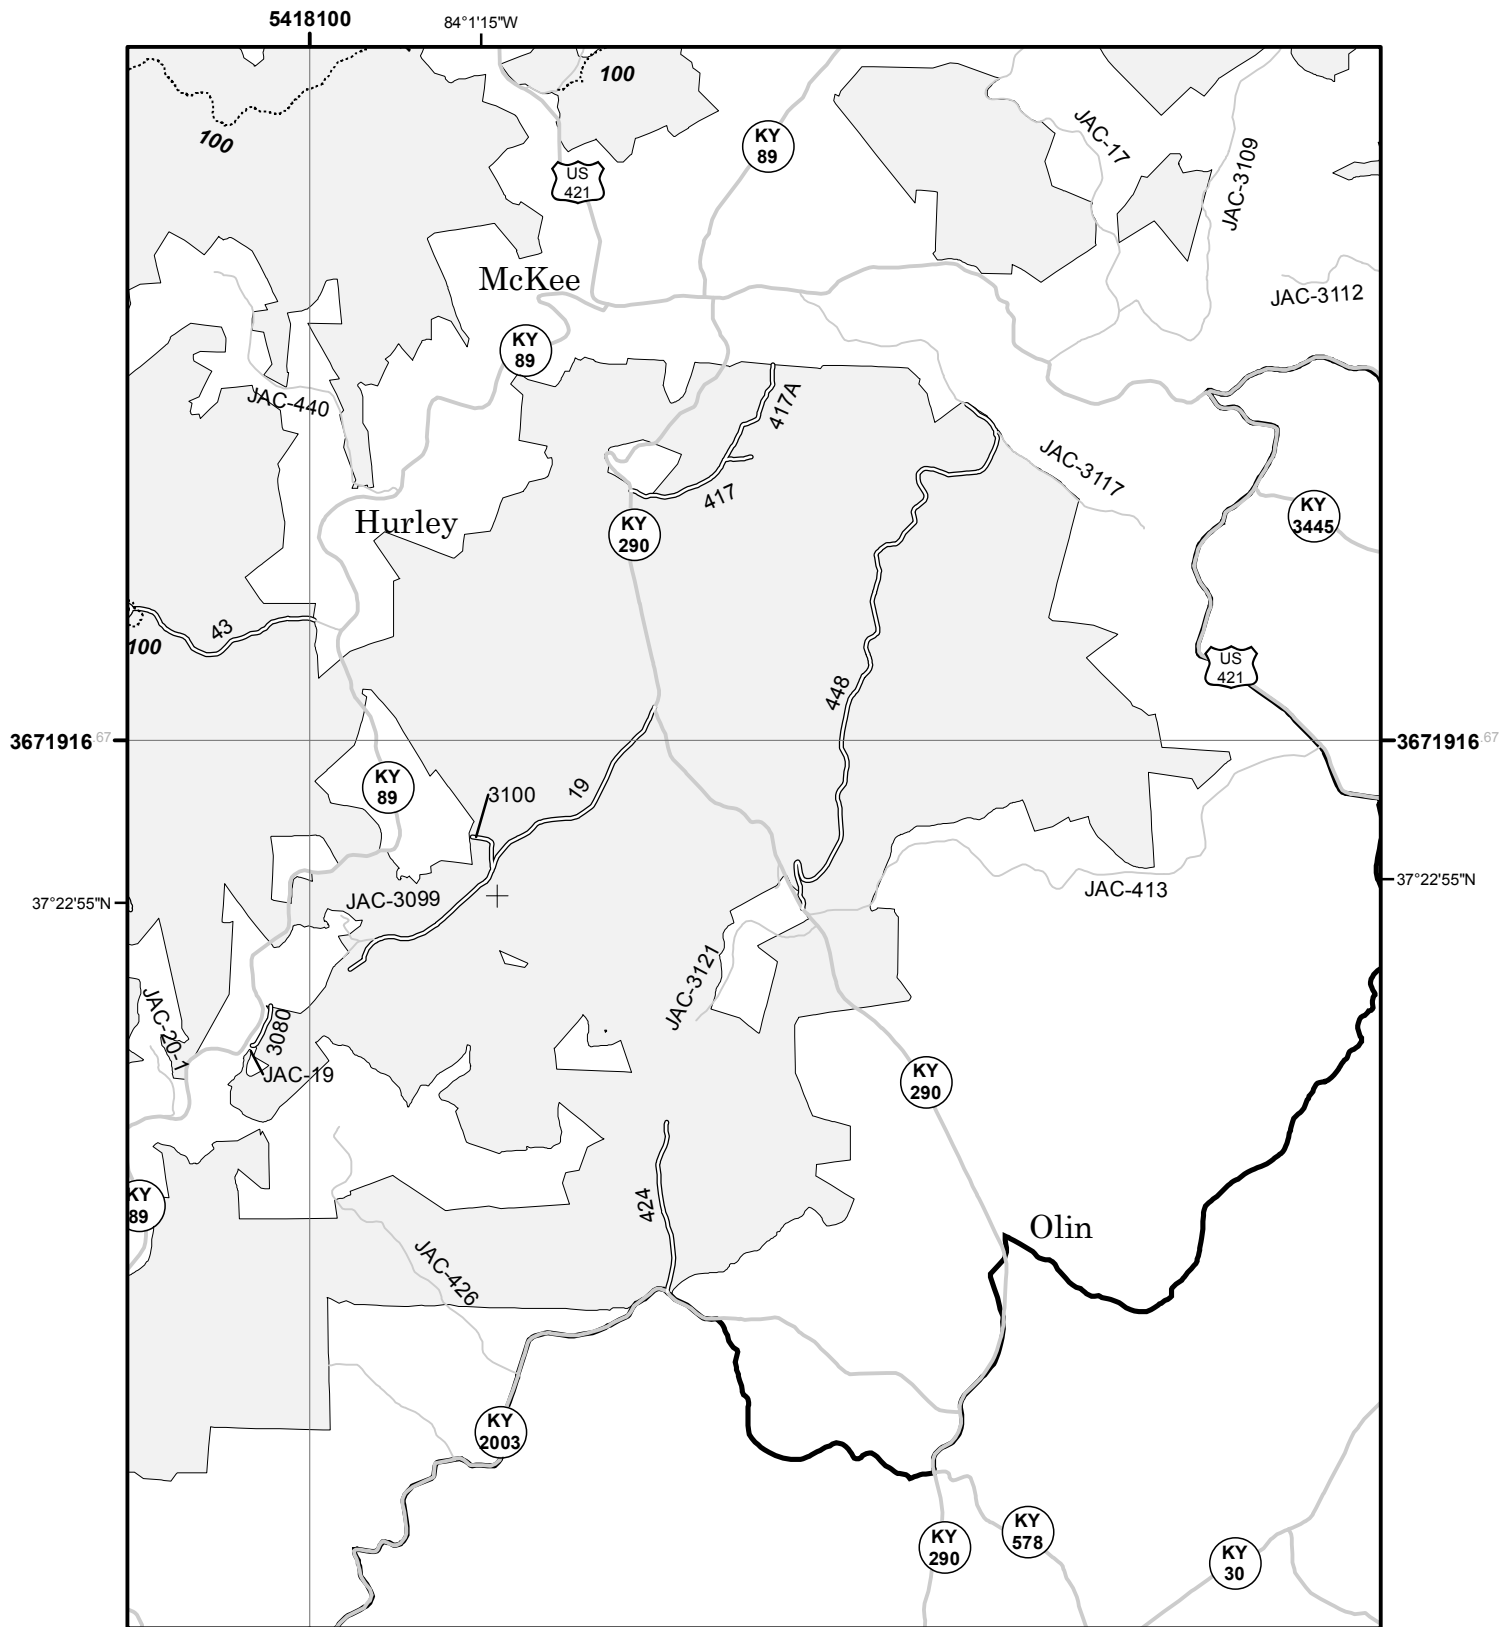 5418100
84°1'15"W
100
100
KY
89
JAC-17
US
421
JAC-3109
McKee
JAC-3112
KY
89
JAC-440
417A
JAC-3117
417
KY
3445
Hurley
KY
290
43
100
US
421
448
3671916.67
3671916.67
KY
89
19
3100
JAC-413
37°22'55"N
JAC-3099
37°22'55"N
JAC-3121
JAC-20-1
3080
JAC-19
KY
290
KY
89
424
Olin
JAC-426
KY
2003
KY
578
KY
290
KY
30